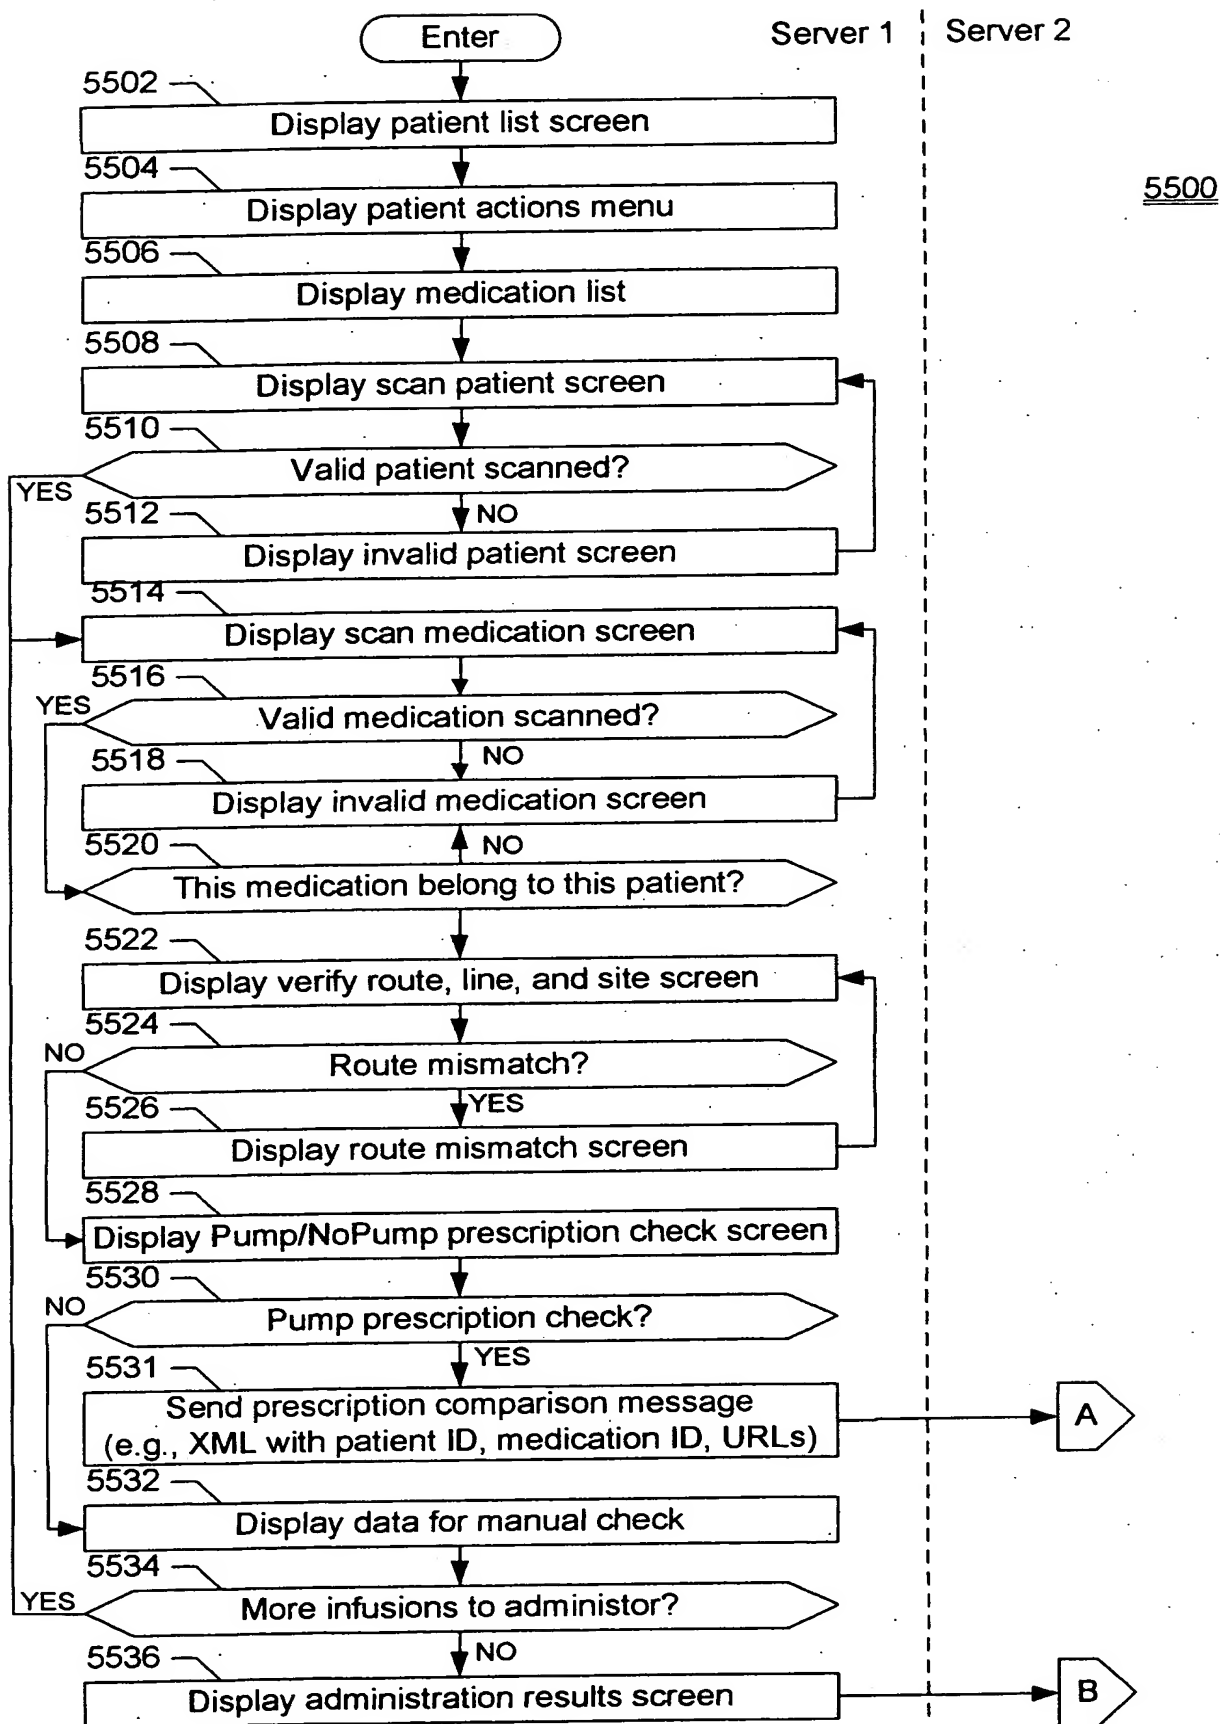 Enter
Server 1
Server 2
5500
5502
Display patient list screen
5504
Display patient actions menu
5506
Display medication list
5508
Display scan patient screen
5510
Valid patient scanned?
YES
NO
5512
Display invalid patient screen
5514
Display scan medication screen
5516
YES
Valid medication scanned?
NO
5518
Display invalid medication screen
5520
NO
This medication belong to this patient?
5522
Display verify route, line, and site screen
5524
NO
Route mismatch?
YES
5526
Display route mismatch screen
5528
Display Pump/NoPump prescription check screen
5530
NO
Pump prescription check?
YES
5531
Send prescription comparison message
(e.g., XML with patient ID, medication ID, URLs)
A
5532
Display data for manual check
5534
YES
More infusions to administor?
NO
5536
Display administration results screen
B